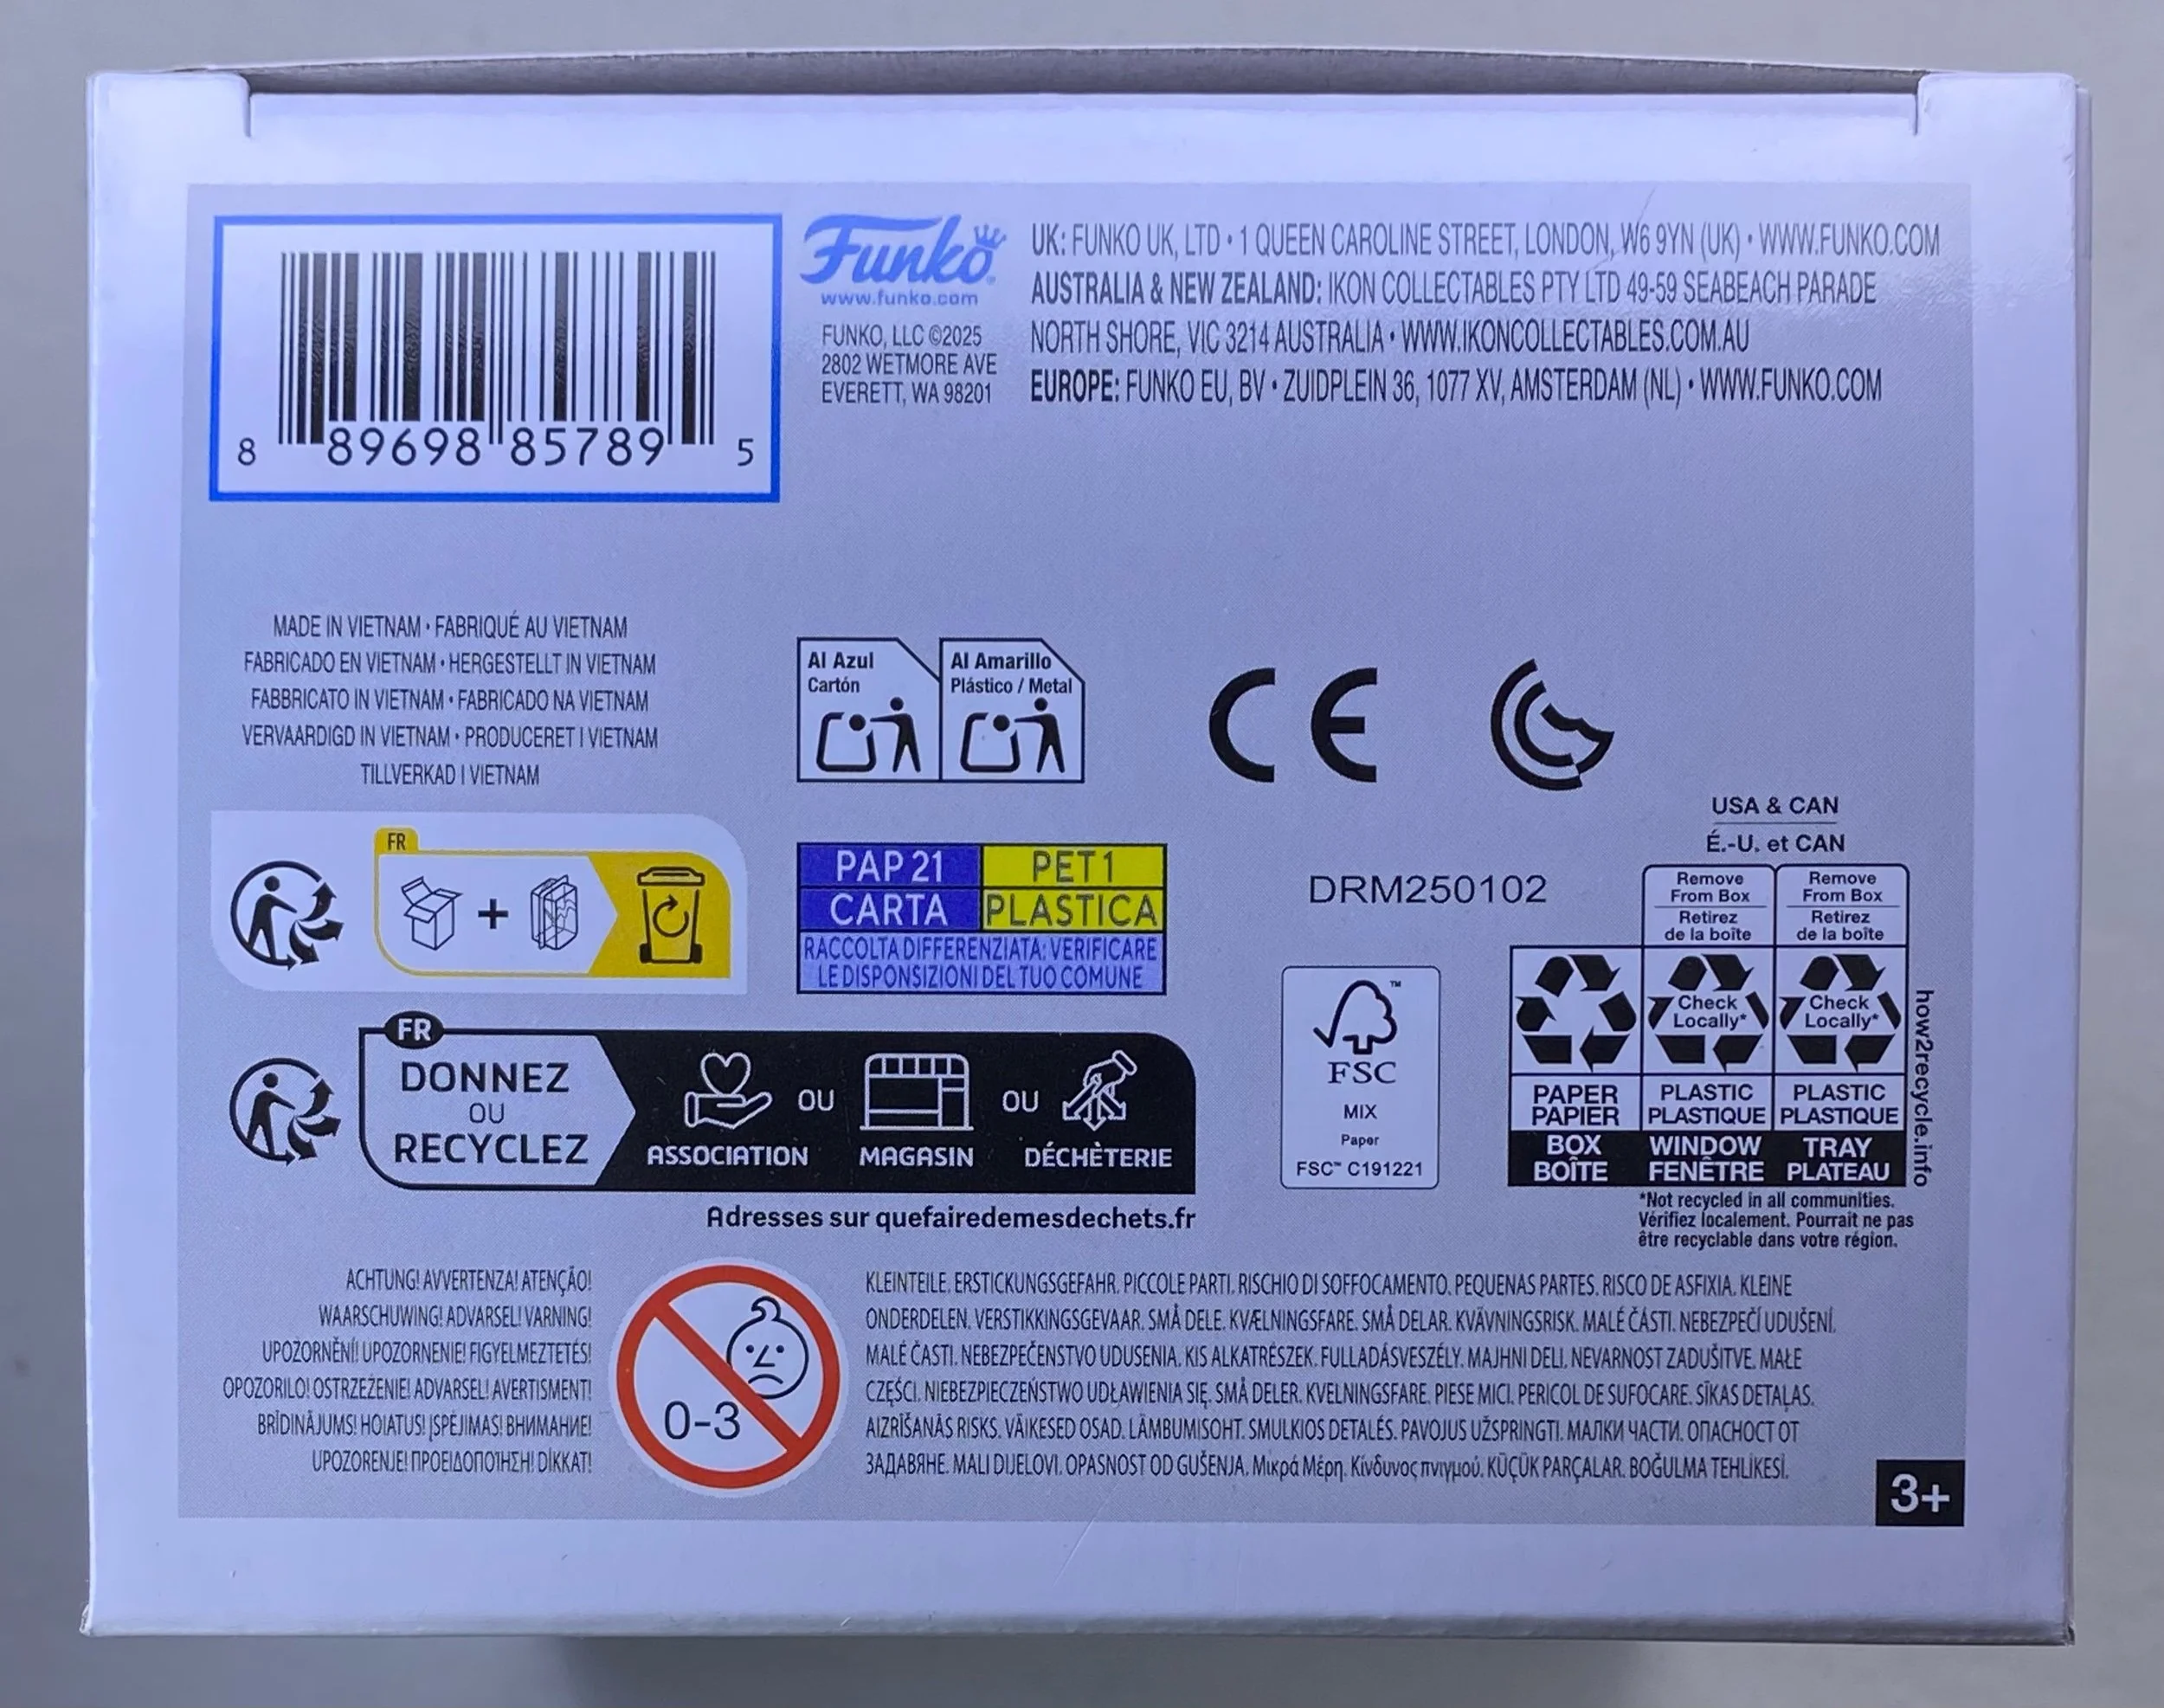 8 89698 85789 5
Funko
www.funko.com
FUNKO, LLC ©2025
2802 WETMORE AVE
EVERETT, WA 98201
UK: FUNKO UK, LTD • 1 QUEEN CAROLINE STREET, LONDON, W6 9YN (UK) • WWW.FUNKO.COM
AUSTRALIA & NEW ZEALAND: IKON COLLECTABLES PTY LTD 49-59 SEABEACH PARADE
NORTH SHORE, VIC 3214 AUSTRALIA • WWW.IKONCOLLECTABLES.COM.AU
EUROPE: FUNKO EU, BV • ZUIDPLEIN 36, 1077 XV, AMSTERDAM (NL) • WWW.FUNKO.COM
MADE IN VIETNAM • FABRIQUÉ AU VIETNAM
FABRICADO EN VIETNAM • HERGESTELLT IN VIETNAM
FABBRICATO IN VIETNAM • FABRICADO NA VIETNAM
VERVAARDIGD IN VIETNAM • PRODUCERET I VIETNAM
TILLVERKAD I VIETNAM
Al Azul
Cartón
Al Amarillo
Plástico / Metal
CE
FR
PAP 21
CARTA
PET 1
PLASTICA
RACCOLTA DIFFERENZIATA: VERIFICARE
LE DISPONSIZIONI DEL TUO COMUNE
DRM250102
USA & CAN
É.-U. et CAN
Remove
From Box
Retirez
de la boîte
Remove
From Box
Retirez
de la boîte
Check
Locally*
Check
Locally*
PAPER
PAPIER
BOX
BOÎTE
PLASTIC
PLASTIQUE
WINDOW
FENÊTRE
PLASTIC
PLASTIQUE
TRAY
PLATEAU
how2recycle.info
*Not recycled in all communities.
Vérifiez localement. Pourrait ne pas
être recyclable dans votre région.
FSC
MIX
Paper
FSC™ C191221
FR
DONNEZ
OU
RECYCLEZ
ASSOCIATION
OU
MAGASIN
OU
DÉCHÈTERIE
Adresses sur quefairedemesdechets.fr
ACHTUNG! AVVERTENZA! ATENÇÃO!
WAARSCHUWING! ADVARSEL! VARNING!
UPOZORNĚNÍ! UPOZORNENIE! FIGYELMEZTETÉS!
OPOZORILO! OSTRZEŻENIE! ADVARSEL! AVERTISMENT!
BRĪDINĀJUMS! HOIATUS! ĮSPĖJIMAS! ВНИМАНИЕ!
UPOZORENJE! ΠΡΟΕΙΔΟΠΟΊΗΣΗ! DİKKAT!
0-3
KLEINTEILE. ERSTICKUNGSGEFAHR. PICCOLE PARTI. RISCHIO DI SOFFOCAMENTO. PEQUENAS PARTES. RISCO DE ASFIXIA. KLEINE
ONDERDELEN. VERSTIKKINGSGEVAAR. SMÅ DELE. KVÆLNINGSFARE. SMÅ DELAR. KVÄVNINGSRISK. MALÉ ČÁSTI. NEBEZPEČÍ UDUŠENÍ.
MALÉ ČASTI. NEBEZPEČENSTVO UDUSENIA. KIS ALKATRÉSZEK. FULLADÁSVESZÉLY. MAJHNI DELI. NEVARNOST ZADUŠITVE. MAŁE
CZĘŚCI. NIEBEZPIECZEŃSTWO UDŁAWIENIA SIĘ. SMÅ DELER. KVELNINGSFARE. PIESE MICI. PERICOL DE SUFOCARE. SĪKAS DETAĻAS.
AIZRĪŠANĀS RISKS. VÄIKESED OSAD. LÄMBUMISOHT. SMULKIOS DETALĖS. PAVOJUS UŽSPRINGTI. МАЛКИ ЧАСТИ. ОПАСНОСТ ОТ
ЗАДАВЯНЕ. MALI DIJELOVI. OPASNOST OD GUŠENJA. Μικρά Μέρη. Κίνδυνος πνιγμού. KÜÇÜK PARÇALAR. BOĞULMA TEHLİKESİ.
3+